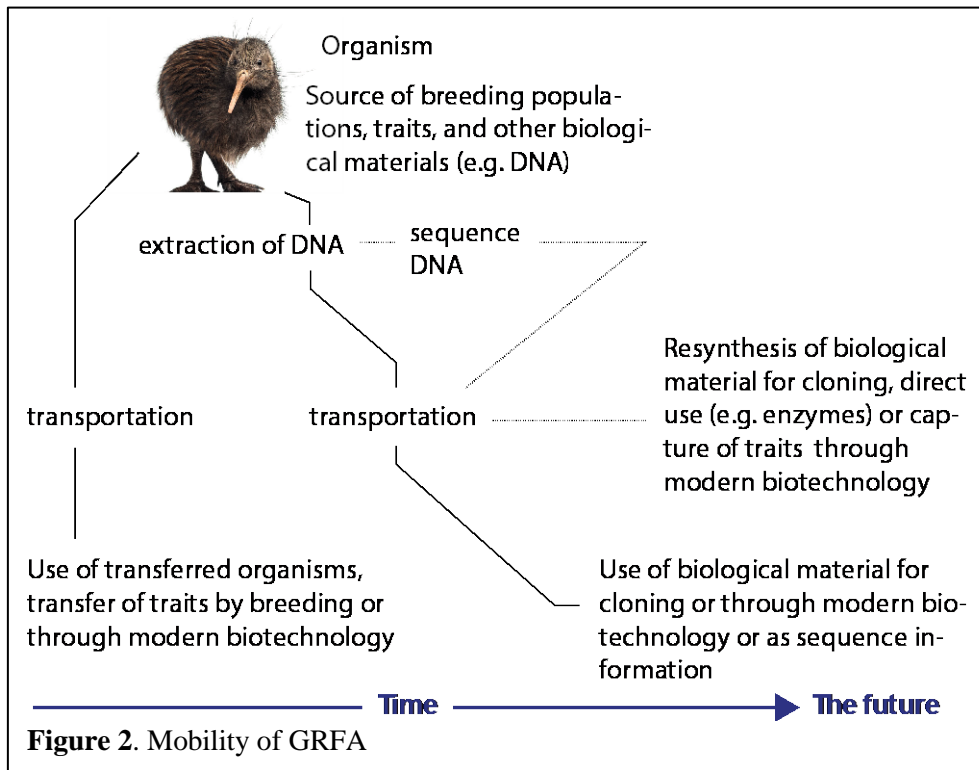 Organism
Source of breeding popula-
tions, traits, and other biologi-
cal materials (e.g. DNA)
extraction of DNA
sequence
DNA
transportation
transportation
Resynthesis of biological
material for cloning, direct
use (e.g. enzymes) or cap-
ture of traits through
modern biotechnology
Use of transferred organisms,
transfer of traits by breeding or
through modern biotechnology
Use of biological material for
cloning or through modern bio-
technology or as sequence in-
formation
Time
The future
Figure 2. Mobility of GRFA